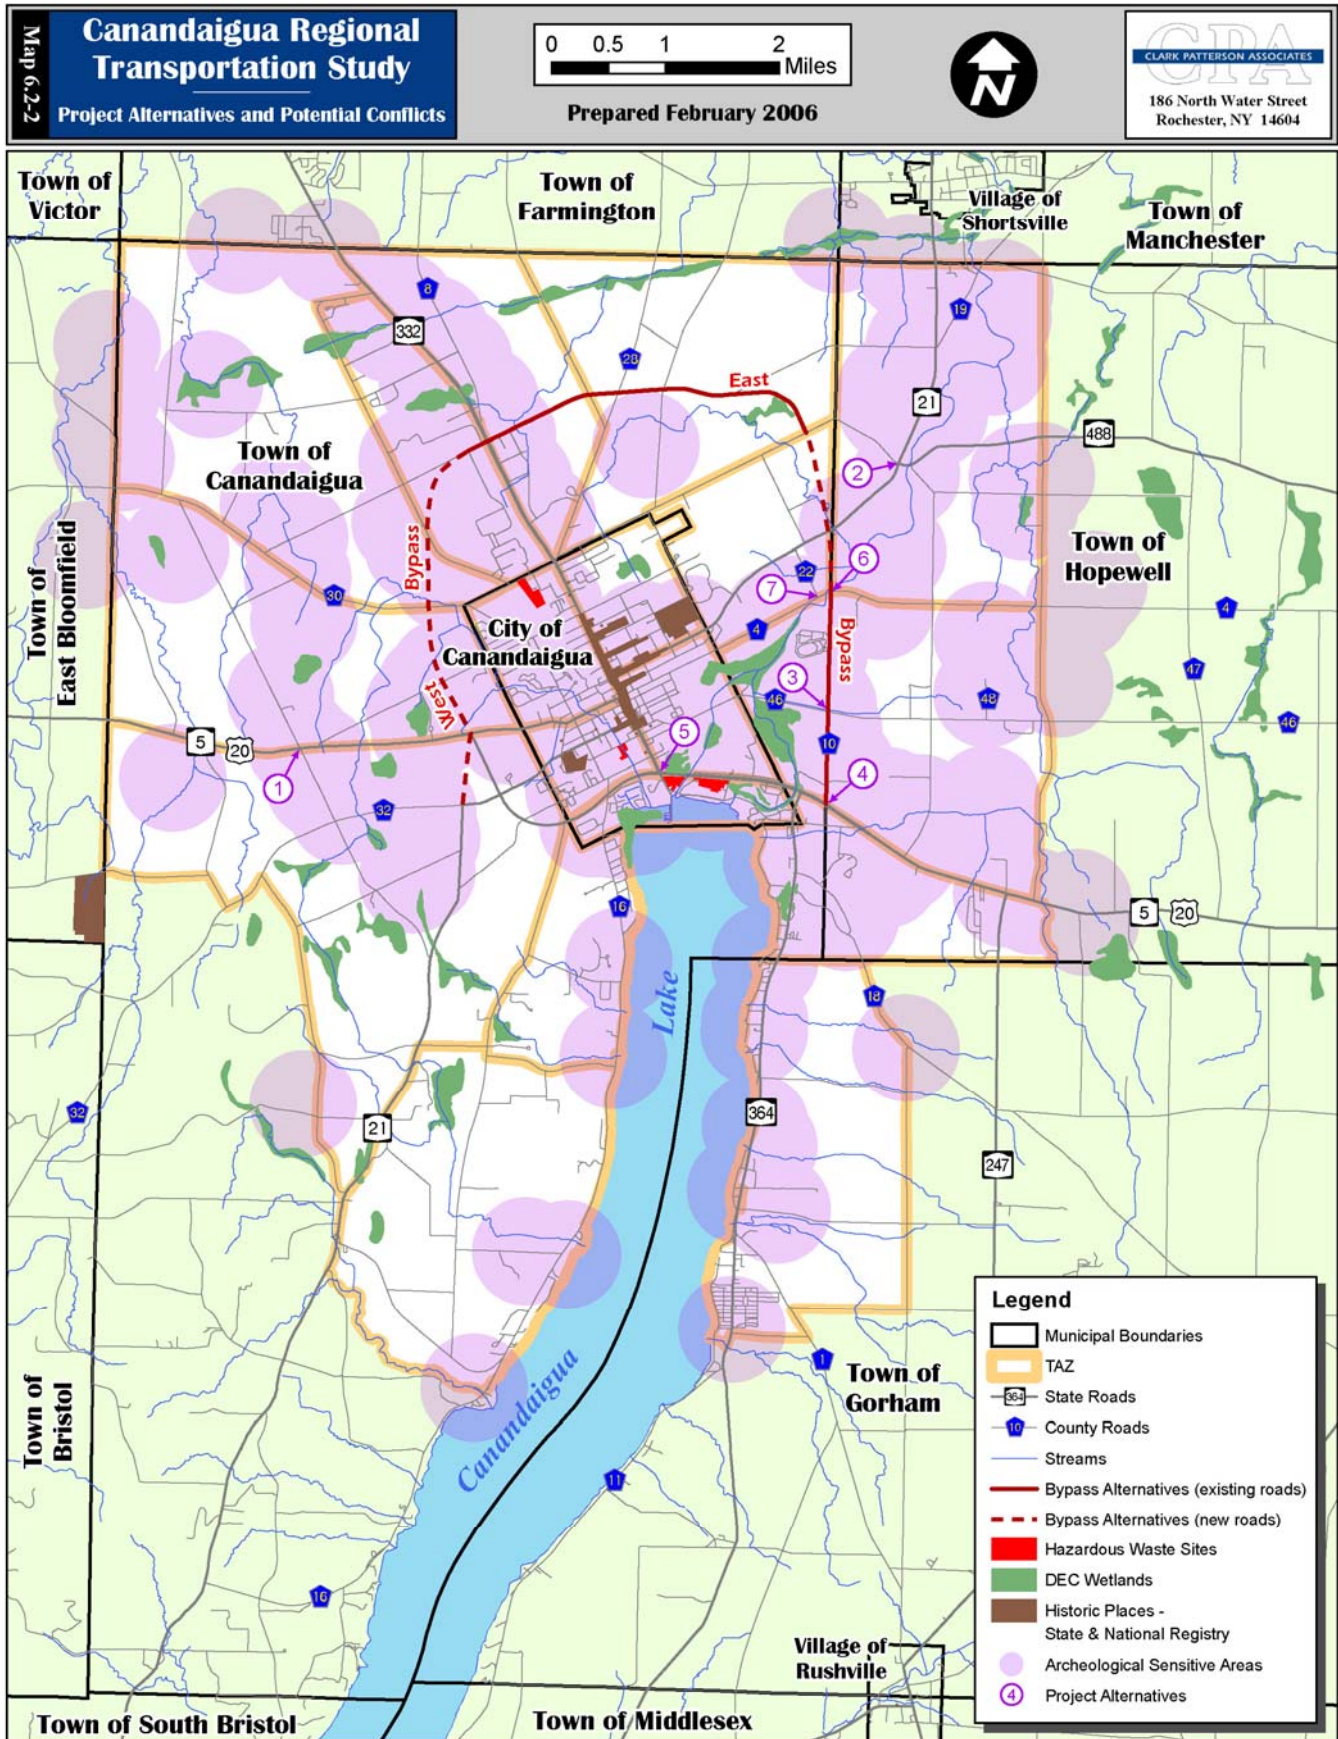 Map 6.2-2
Canandaigua Regional
Transportation Study
Project Alternatives and Potential Conflicts
0 0.5 1 2
Miles
Prepared February 2006
N
CPA
CLARK PATTERSON ASSOCIATES
186 North Water Street
Rochester, NY 14604
Town of
Victor
Town of
Farmington
Village of
Shortsville
Town of
Manchester
8
332
19
28
East
21
488
Town of
Canandaigua
2
Bypass
Town of
East Bloomfield
Town of
Hopewell
30
22
6
7
4
4
City of
Canandaigua
Bypass
47
3
46
48
46
West
5
20
5
10
1
32
4
16
5
20
Lake
18
32
21
364
247
Town of
Bristol
Canandaigua
1
Town of
Gorham
11
16
Village of
Rushville
Town of South Bristol
Town of Middlesex
Legend
Municipal Boundaries
TAZ
364 State Roads
10 County Roads
Streams
Bypass Alternatives (existing roads)
Bypass Alternatives (new roads)
Hazardous Waste Sites
DEC Wetlands
Historic Places -
State & National Registry
Archeological Sensitive Areas
4 Project Alternatives